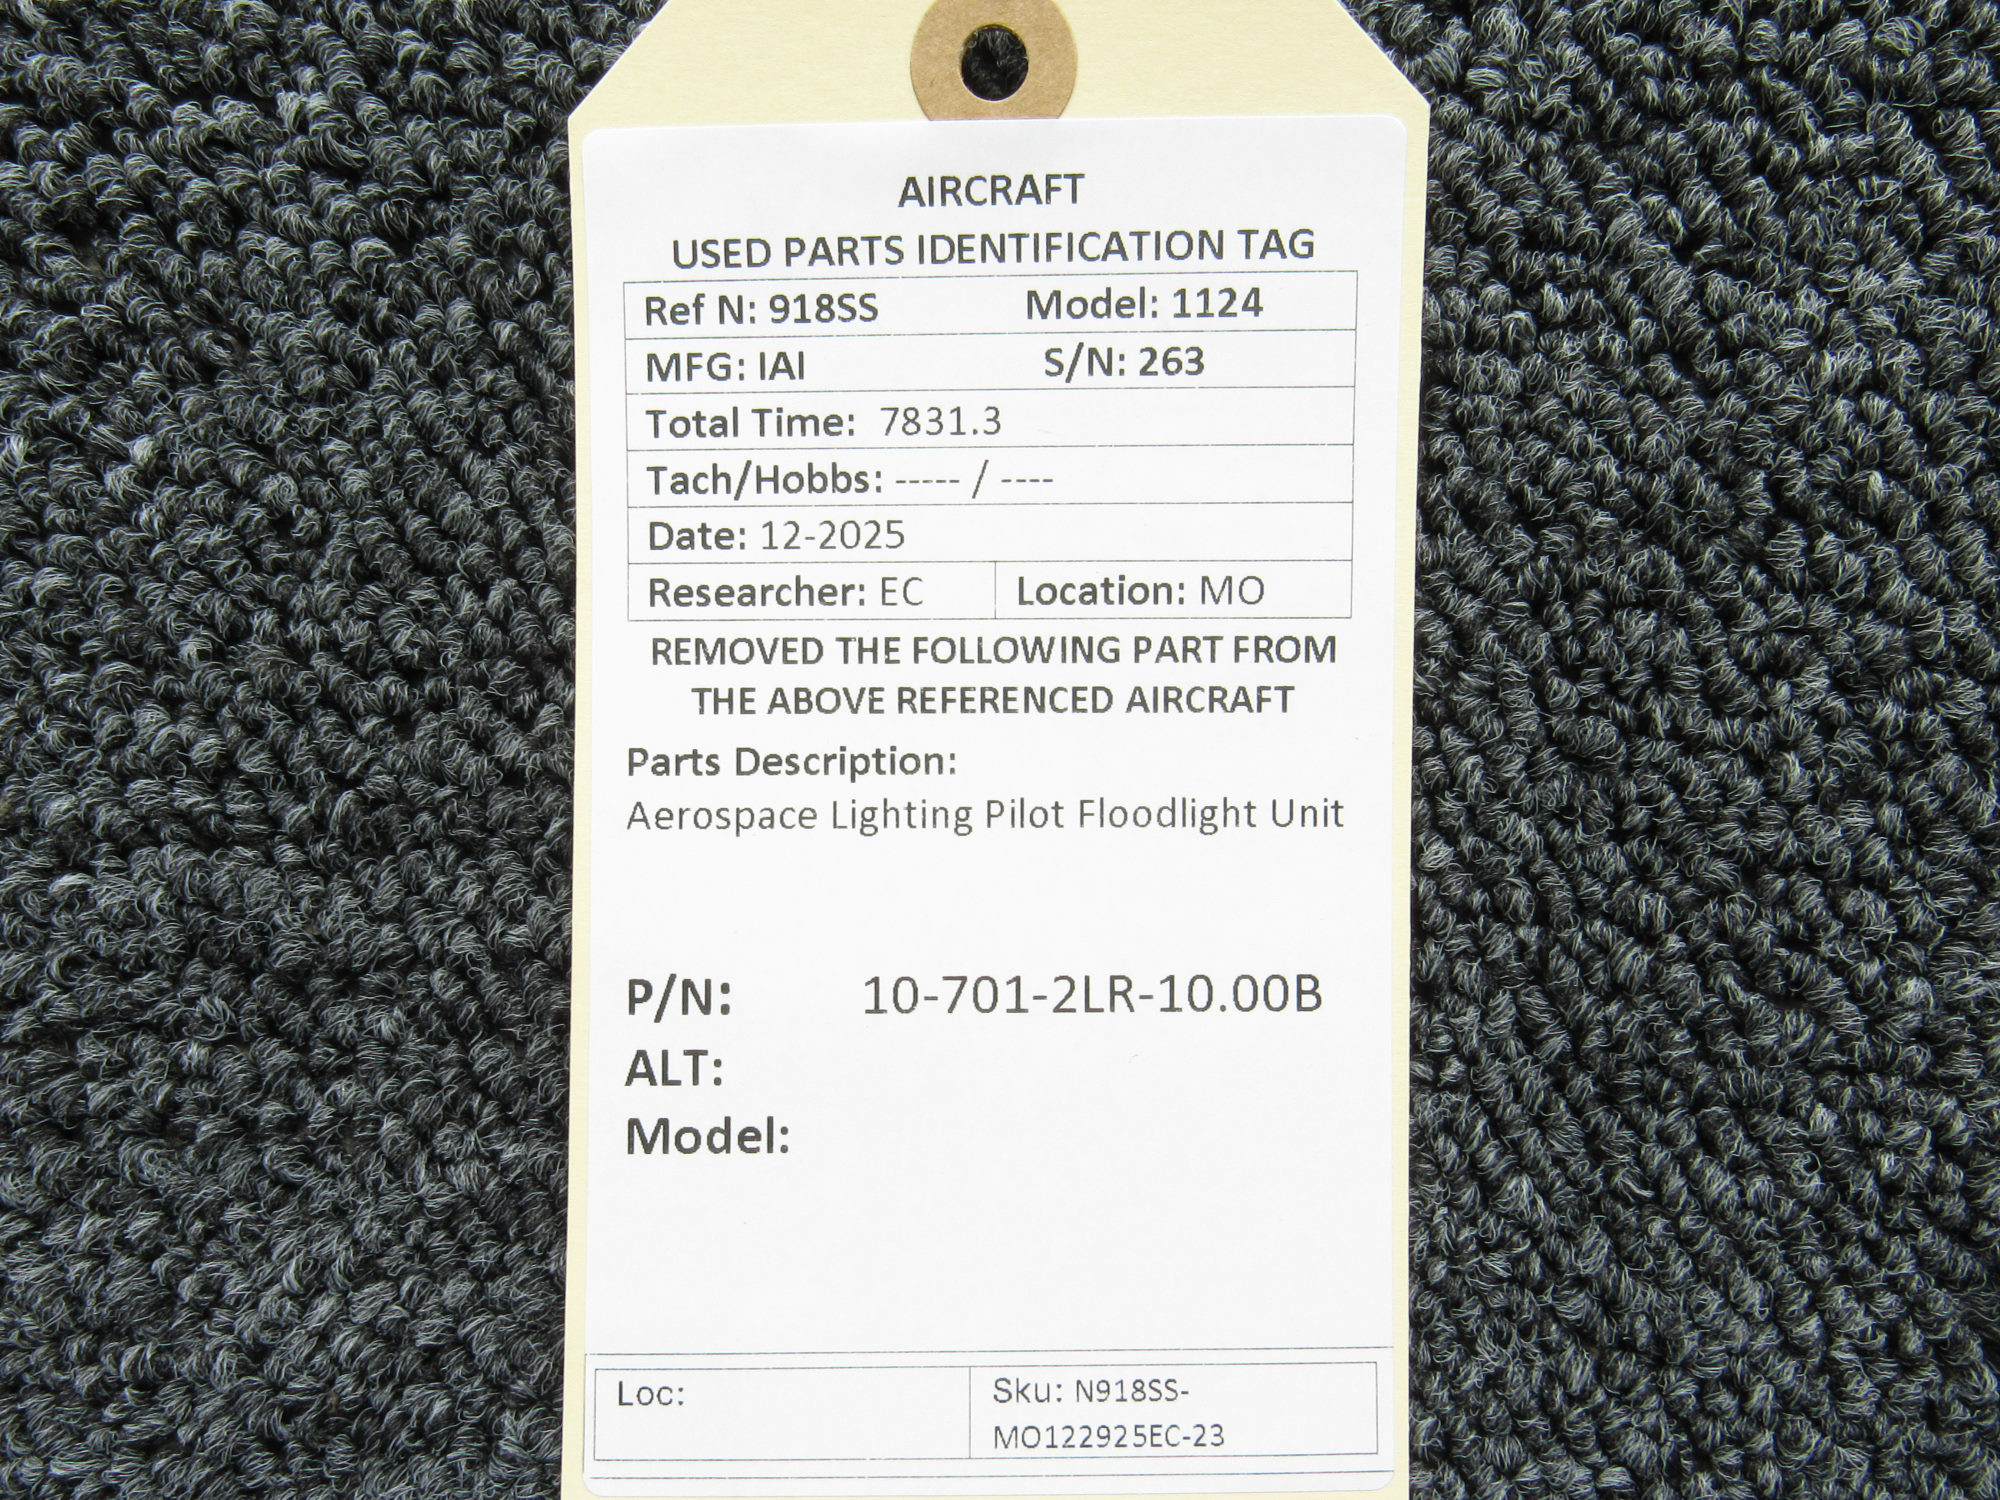 AIRCRAFT
USED PARTS IDENTIFICATION TAG
Ref N: 918SS Model: 1124
MFG: IAI S/N: 263
Total Time: 7831.3
Tach/Hobbs: ----- / ----
Date: 12-2025
Researcher: EC Location: MO
REMOVED THE FOLLOWING PART FROM
THE ABOVE REFERENCED AIRCRAFT
Parts Description:
Aerospace Lighting Pilot Floodlight Unit
P/N: 10-701-2LR-10.00B
ALT:
Model:
Loc: Sku: N918SS-
MO122925EC-23